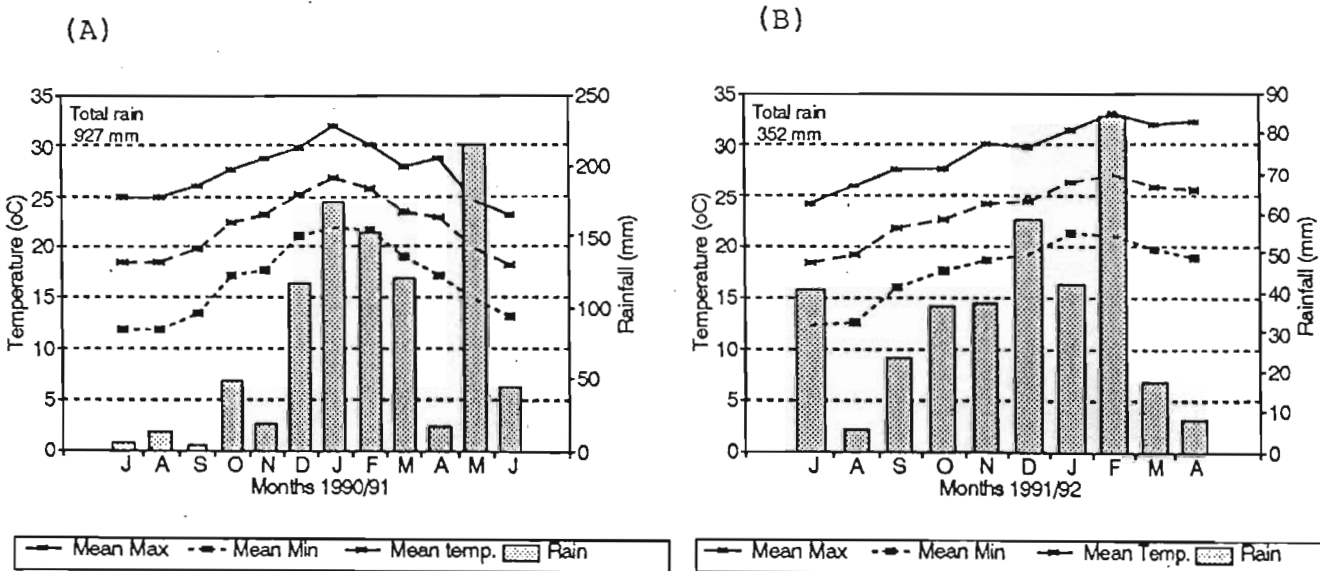 (A)
(B)
35
30
25
20
15
10
5
0
Temperature (oC)
Total rain
927 mm
250
200
150
100
50
0
Rainfall (mm)
J A S O N D J F M A M J
Months 1990/91
Mean Max Mean Min Mean temp. Rain
35
30
25
20
15
10
5
0
Temperature (oC)
Total rain
352 mm
90
80
70
60
50
40
30
20
10
0
Rainfall (mm)
J A S O N D J F M A
Months 1991/92
Mean Max Mean Min Mean Temp. Rain